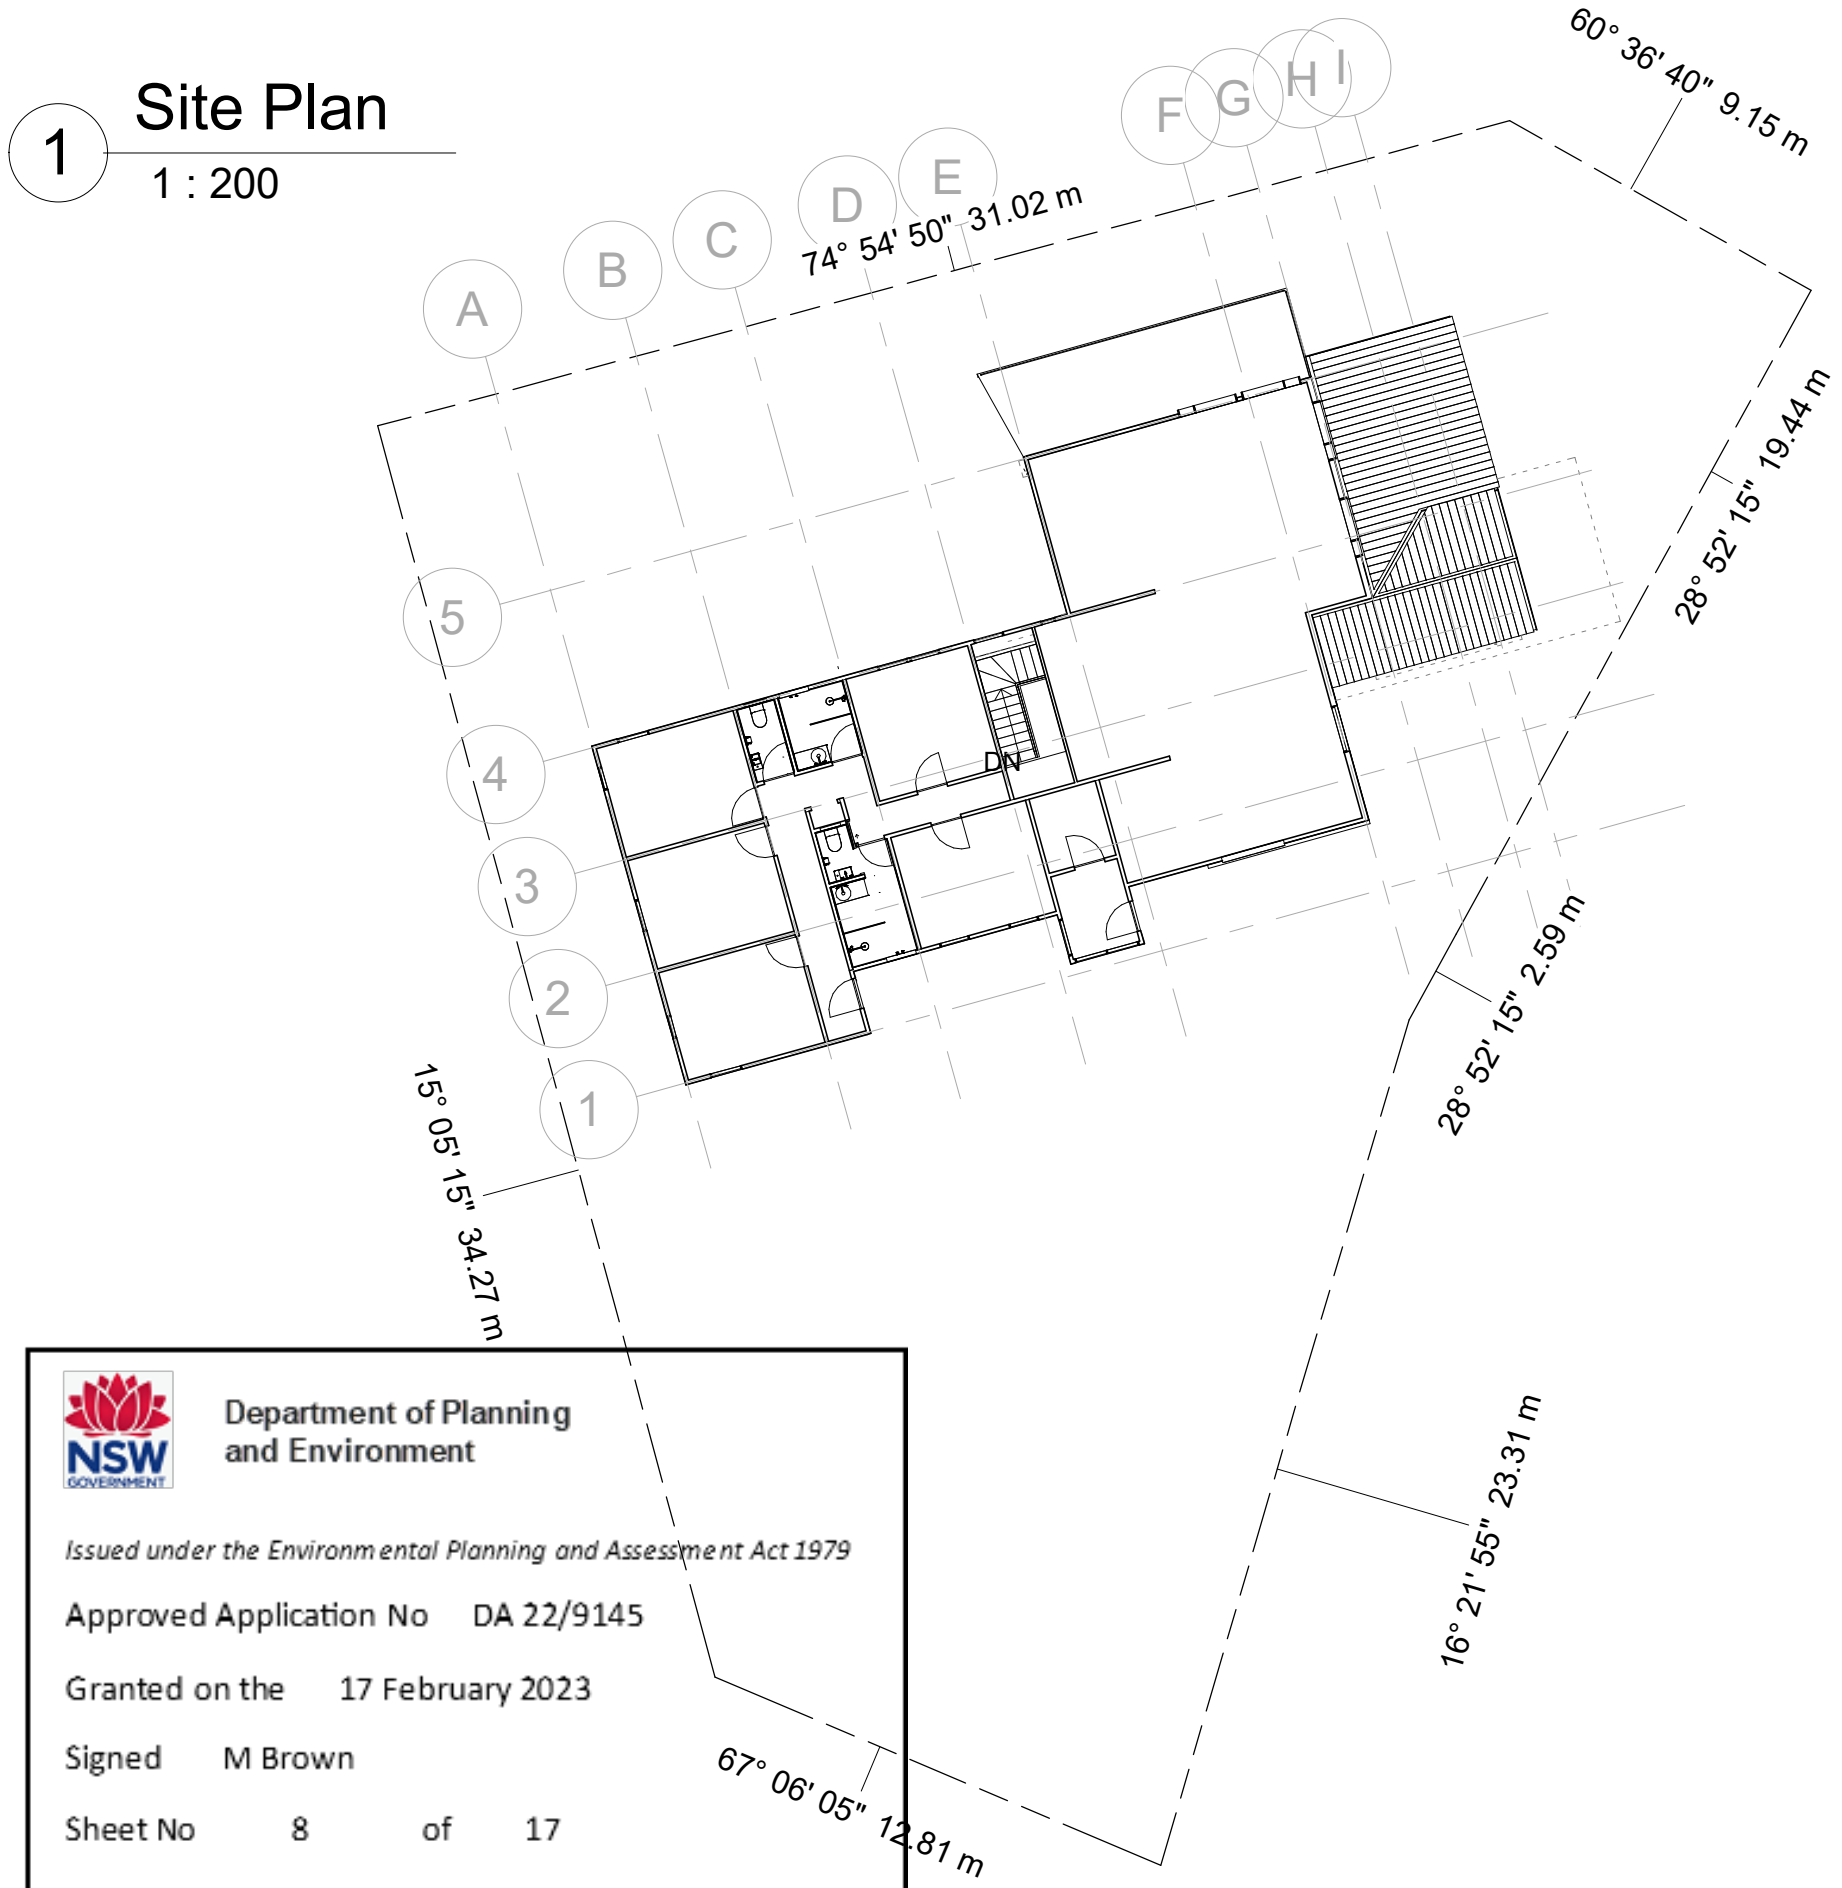 1
Site Plan
1 : 200
A
B
C
D
E
F
G
H
I
60° 36' 40" 9.15 m
74° 54' 50" 31.02 m
28° 52' 15" 19.44 m
5
4
3
2
1
DN
28° 52' 15" 2.59 m
15° 05' 15" 34.27 m
16° 21' 55" 23.31 m
67° 06' 05" 12.81 m
NSW
GOVERNMENT
Department of Planning
and Environment
Issued under the Environmental Planning and Assessment Act 1979
Approved Application No DA 22/9145
Granted on the 17 February 2023
Signed M Brown
Sheet No 8 of 17